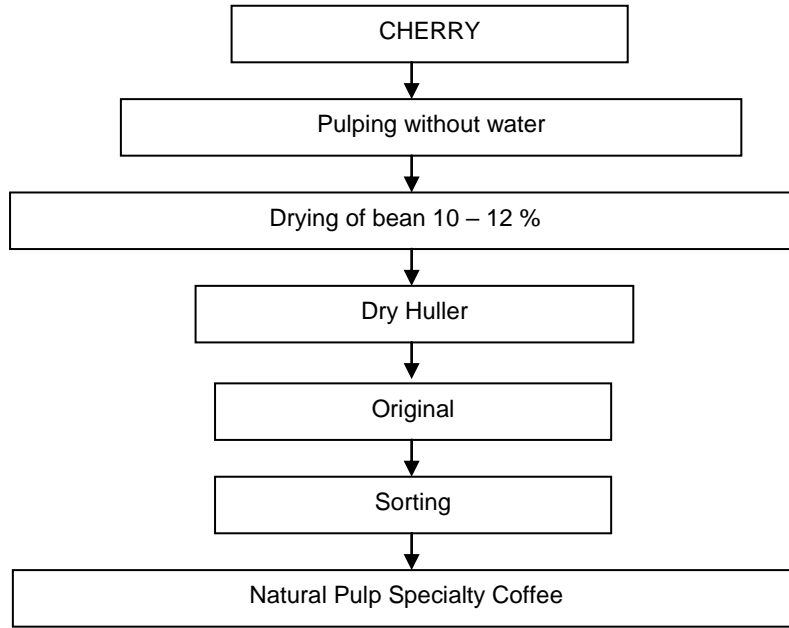 CHERRY
Pulping without water
Drying of bean 10 – 12 %
Dry Huller
Original
Sorting
Natural Pulp Specialty Coffee